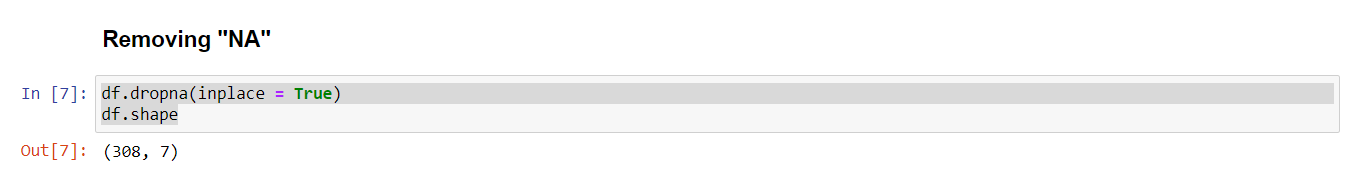 Removing "NA"
In [7]: df.dropna(inplace = True)
df.shape
Out[7]: (308, 7)